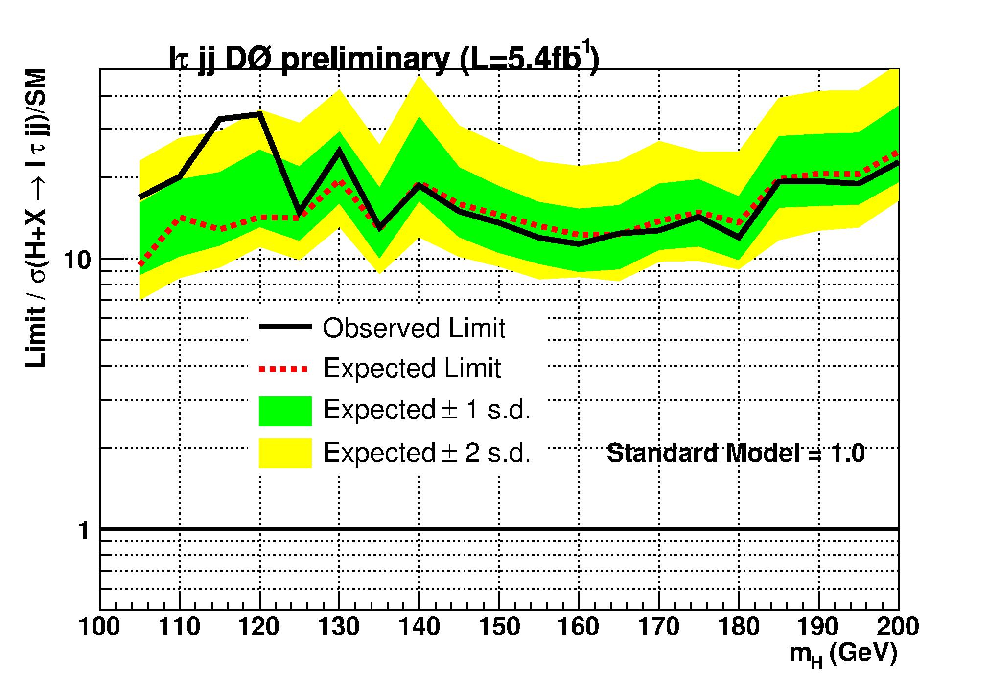 lτ jj DØ preliminary (L=5.4fb⁻¹)
Limit / σ(H+X → l τ jj)/SM
10
1
Observed Limit
Expected Limit
Expected ± 1 s.d.
Expected ± 2 s.d.
Standard Model = 1.0
100 110 120 130 140 150 160 170 180 190 200
m_H (GeV)